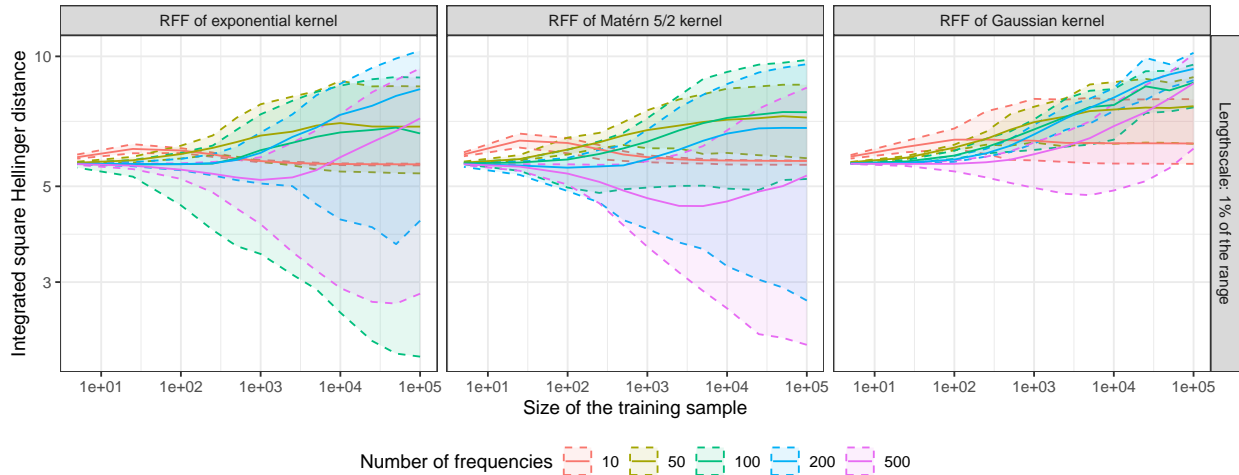 RFF of exponential kernel
RFF of Matérn 5/2 kernel
RFF of Gaussian kernel
10
5
3
Integrated square Hellinger distance
Lengthscale: 1% of the range
1e+01 1e+02 1e+03 1e+04 1e+05
1e+01 1e+02 1e+03 1e+04 1e+05
1e+01 1e+02 1e+03 1e+04 1e+05
Size of the training sample
Number of frequencies 10 50 100 200 500